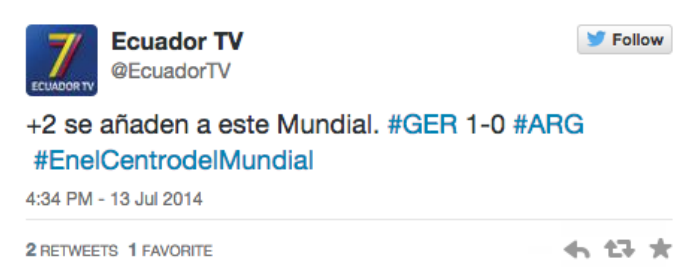 7
ECUADOR TV
Ecuador TV
@EcuadorTV
Follow
+2 se añaden a este Mundial. #GER 1-0 #ARG
#EnelCentrodelMundial
4:34 PM - 13 Jul 2014
2 RETWEETS 1 FAVORITE